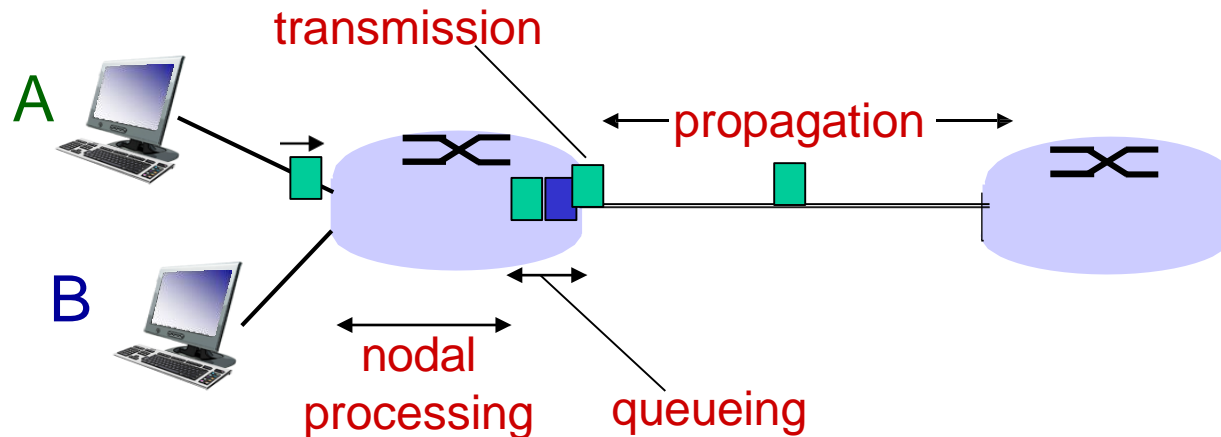 transmission
A
propagation
B
nodal
processing
queueing